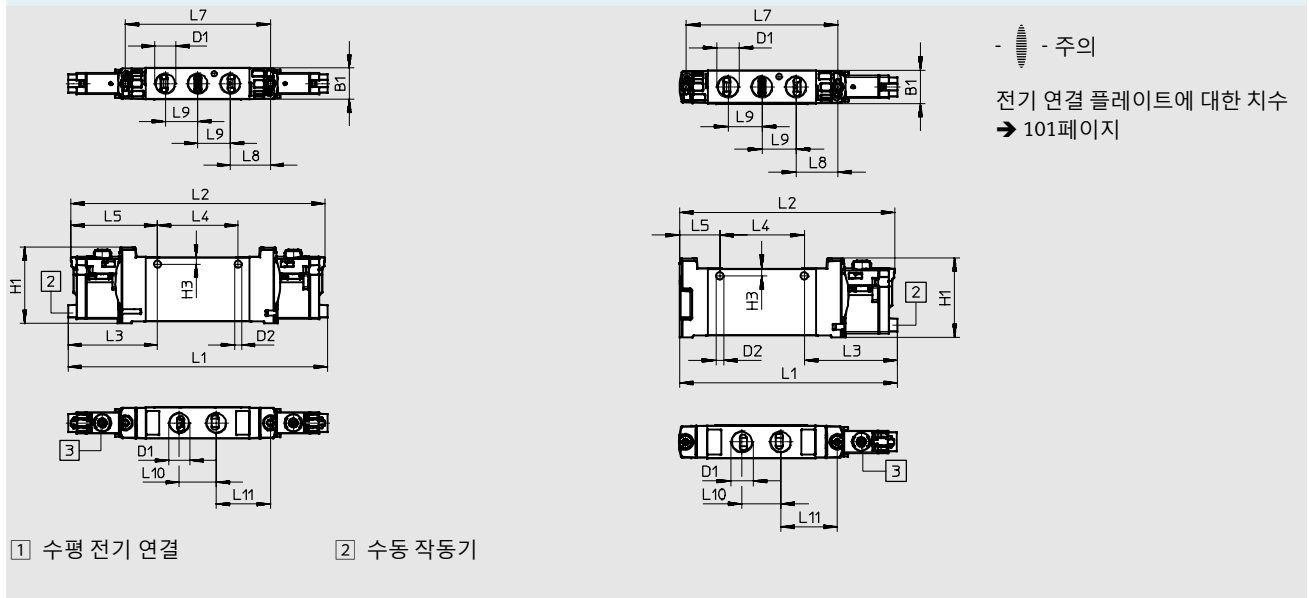 L7
D1
B1
L9
L9
L8
L2
L5
L4
H1
H3
2
D2
L3
L1
3
D1
L10
L11
L7
D1
B1
L9
L9
L8
L2
L5
L4
H3
H1
2
D2
L3
L1
D1
3
L10
L11
- - 주의
전기 연결 플레이트에 대한 치수
➔ 101페이지
1 수평 전기 연결
2 수동 작동기